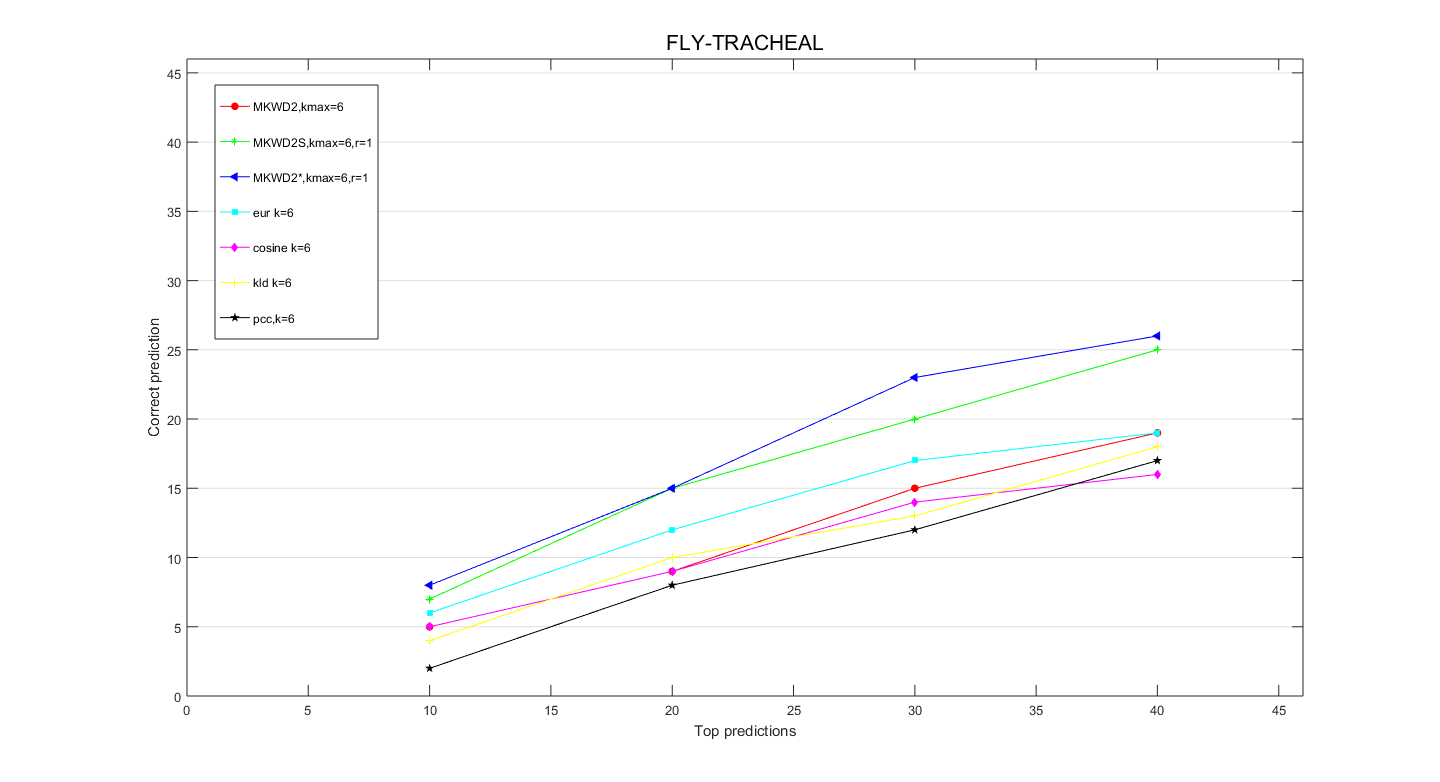 FLY-TRACHEAL
45
40
35
30
25
20
15
10
5
0
Correct prediction
MKWD2,kmax=6
MKWD2S,kmax=6,r=1
MKWD2*,kmax=6,r=1
eur k=6
cosine k=6
kld k=6
pcc,k=6
0 5 10 15 20 25 30 35 40 45
Top predictions